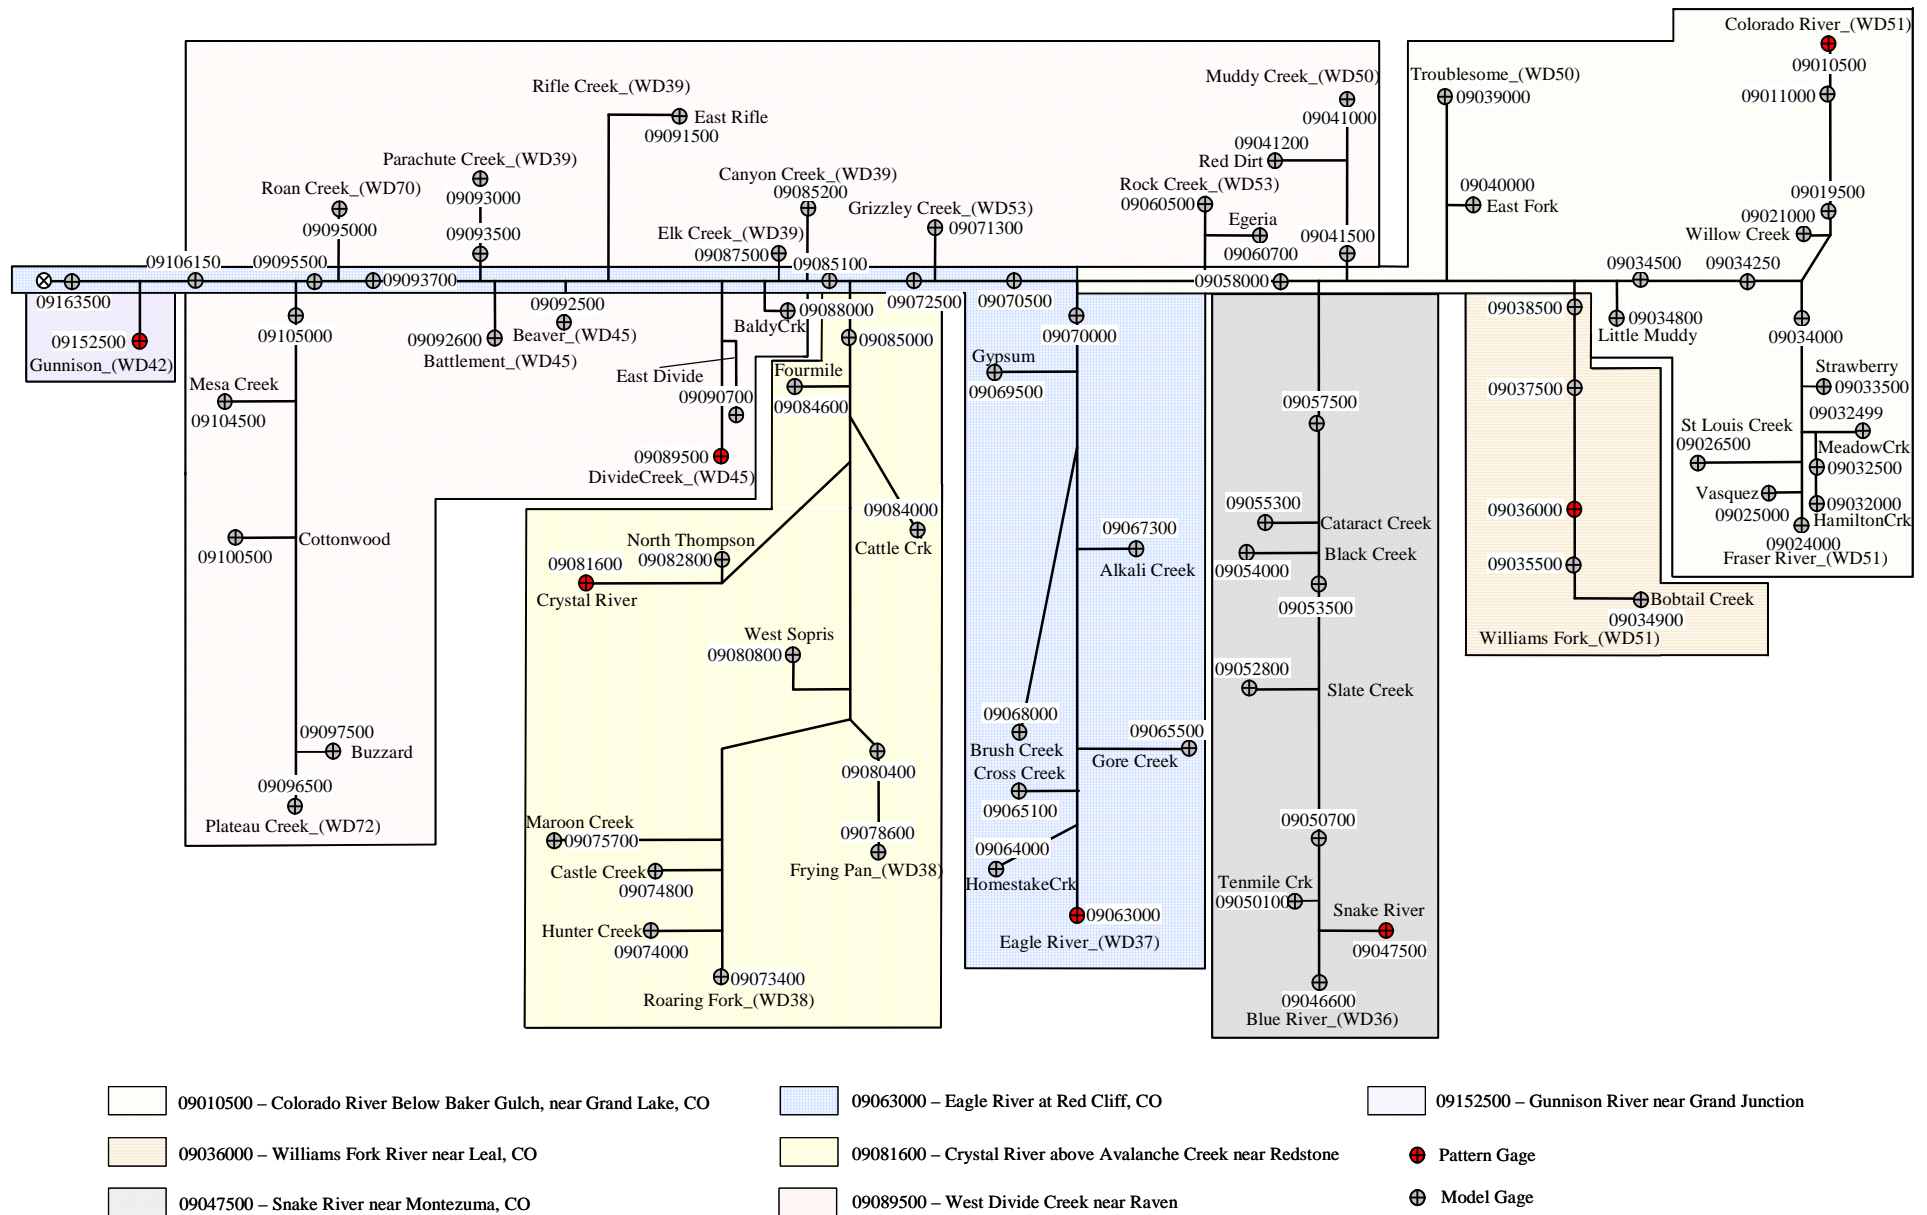 Colorado River_(WD51)
09010500
09011000
09019500
09021000
Willow Creek
Troublesome_(WD50)
09039000
09040000
East Fork
Muddy Creek_(WD50)
09041000
09041200
Red Dirt
09041500
Rock Creek_(WD53)
09060500
Egeria
09060700
Rifle Creek_(WD39)
East Rifle
09091500
Parachute Creek_(WD39)
09093000
09093500
Roan Creek_(WD70)
09095000
Canyon Creek_(WD39)
09085200
Grizzley Creek_(WD53)
09071300
Elk Creek_(WD39)
09087500
09085100
09106150
09095500
09093700
09163500
09152500
Gunnison_(WD42)
09072500
09070500
09058000
09034500
09034250
09105000
Mesa Creek
09104500
Cottonwood
09100500
09097500
Buzzard
09096500
Plateau Creek_(WD72)
09092600
Battlement_(WD45)
09092500
Beaver_(WD45)
09088000
BaldyCrk
East Divide
09090700
09089500
DivideCreek_(WD45)
09085000
Fourmile
09084600
09084000
Cattle Crk
North Thompson
09082800
09081600
Crystal River
West Sopris
09080800
09080400
09078600
Frying Pan_(WD38)
Maroon Creek
09075700
Castle Creek
09074800
Hunter Creek
09074000
09073400
Roaring Fork_(WD38)
09070000
Gypsum
09069500
09067300
Alkali Creek
09068000
Brush Creek
09065500
Gore Creek
Cross Creek
09065100
09064000
HomestakeCrk
09063000
Eagle River_(WD37)
09057500
09055300
Cataract Creek
Black Creek
09054000
09053500
09052800
Slate Creek
09050700
Tenmile Crk
09050100
Snake River
09047500
09046600
Blue River_(WD36)
09038500
09037500
09036000
09035500
Bobtail Creek
09034900
Williams Fork_(WD51)
09034800
Little Muddy
09034000
Strawberry
09033500
09032499
MeadowCrk
09032500
St Louis Creek
09026500
Vasquez
09025000
09032000
HamiltonCrk
09024000
Fraser River_(WD51)
09010500 – Colorado River Below Baker Gulch, near Grand Lake, CO
09036000 – Williams Fork River near Leal, CO
09047500 – Snake River near Montezuma, CO
09063000 – Eagle River at Red Cliff, CO
09081600 – Crystal River above Avalanche Creek near Redstone
09089500 – West Divide Creek near Raven
09152500 – Gunnison River near Grand Junction
Pattern Gage
Model Gage